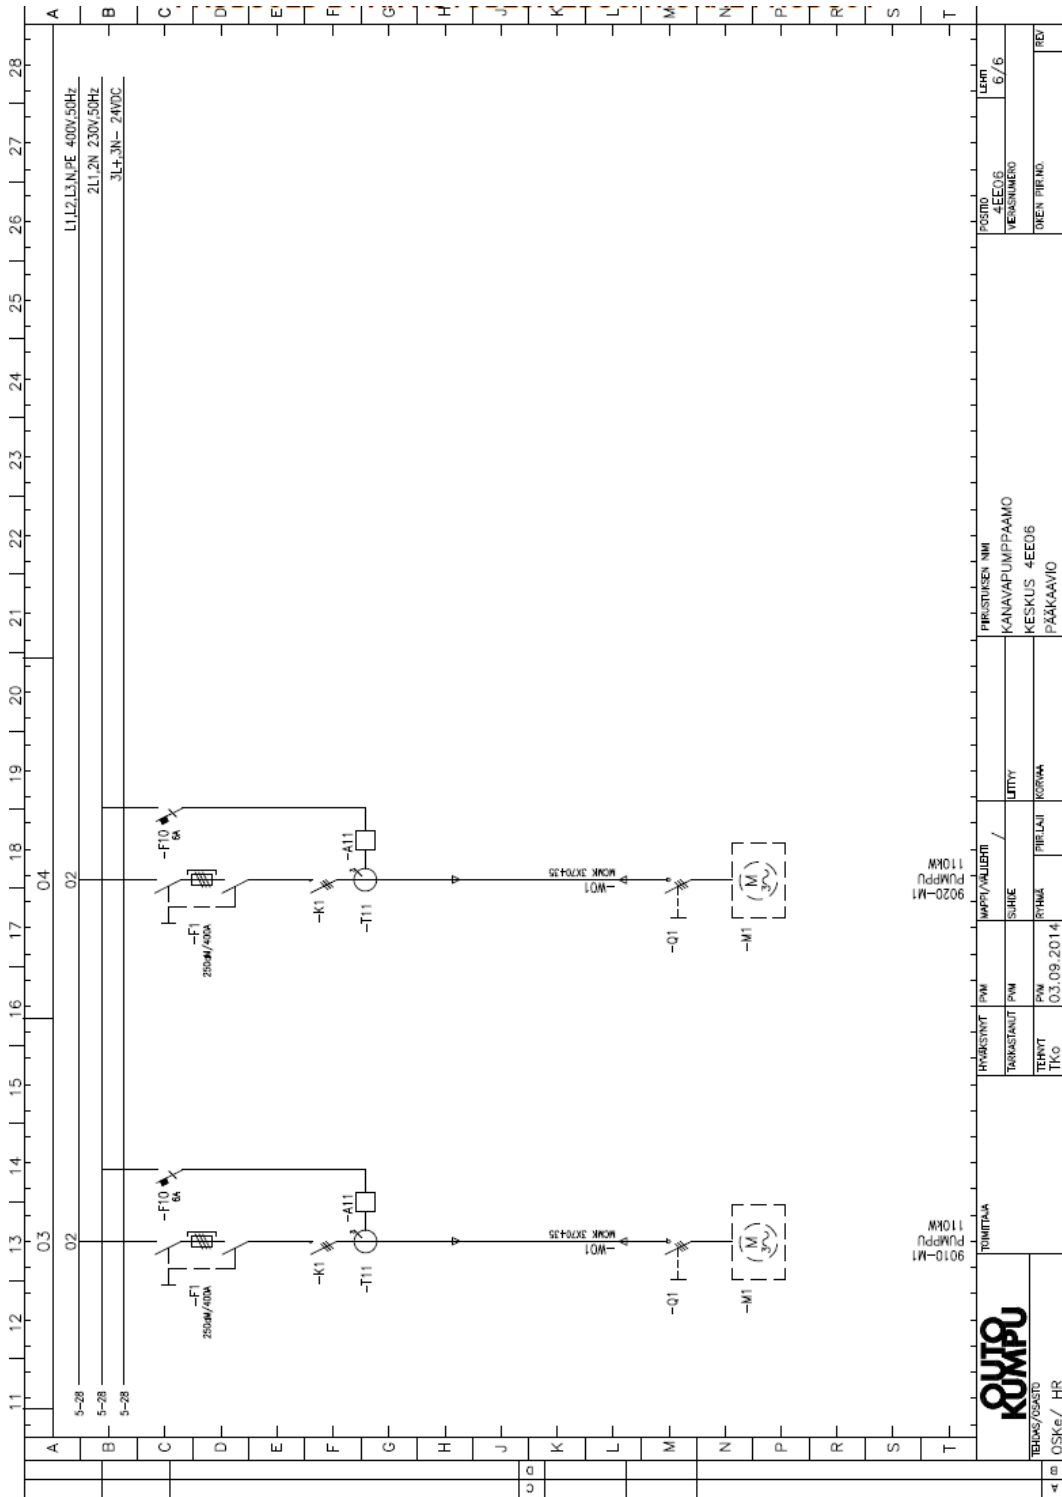 11 12 13 14 15 16 17 18 19 20 21 22 23 24 25 26 27 28
03 04
A B C D E F G H J K L M N P R S T
L1,L2,L3,N,PE 400V,50Hz
2L1,2N 230V,50Hz
3L+,3N- 24VDC
5-28
5-28
5-28
02
-F10
6A
-F1
250aM/400A
-K1
-A11
-T11
MCMK 3X70+35
-W01
-Q1
-M1
M
3
9010-M1
PUMPPU
110KW
02
-F10
6A
-F1
250aM/400A
-K1
-A11
-T11
MCMK 3X70+35
-W01
-Q1
-M1
M
3
9020-M1
PUMPPU
110KW
A B C D E F G H J K L M N P R S T
C D
A B
OUTO
KUMPU
TEHDAS/OSASTO
OSKe/ HR
TOIMITTAJA
HYVÄKSYNYT PVM
TARKASTANUT PVM
TEHNYT PVM
TKo 03.09.2014
MAPPI/VÄLILEHTI /
SUHDE LIITTYY
RYHMÄ PIIR.LAJI KORVAA
PIIRUSTUKSEN NIMI
KANAVAPUMPPAAMO
KESKUS 4EE06
PÄÄKAAVIO
POSITIO LEHTI
4EE06 6/6
VIERASNUMERO
OKE:N PIIR.NO. REV